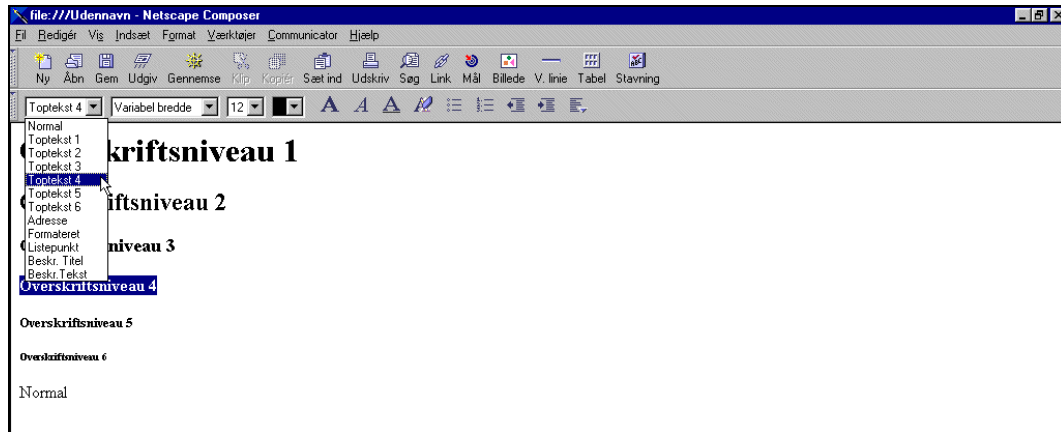 file:///Udennavn - Netscape Composer
Fil Redigér Vis Indsæt Format Værktøjer Communicator Hjælp
Ny Åbn Gem Udgiv Gennemse Klip Kopiér Sæt ind Udskriv Søg Link Mål Billede V. linie Tabel Stavning
Toptekst 4 Variabel bredde 12 A A A
Normal
Toptekst 1
Toptekst 2
Toptekst 3
Toptekst 4
Toptekst 5
Toptekst 6
Adresse
Formateret
Listepunkt
Beskr. Titel
Beskr.Tekst
kriftsniveau 1
iftsniveau 2
niveau 3
Overskriftsniveau 4
Overskriftsniveau 5
Overskriftsniveau 6
Normal